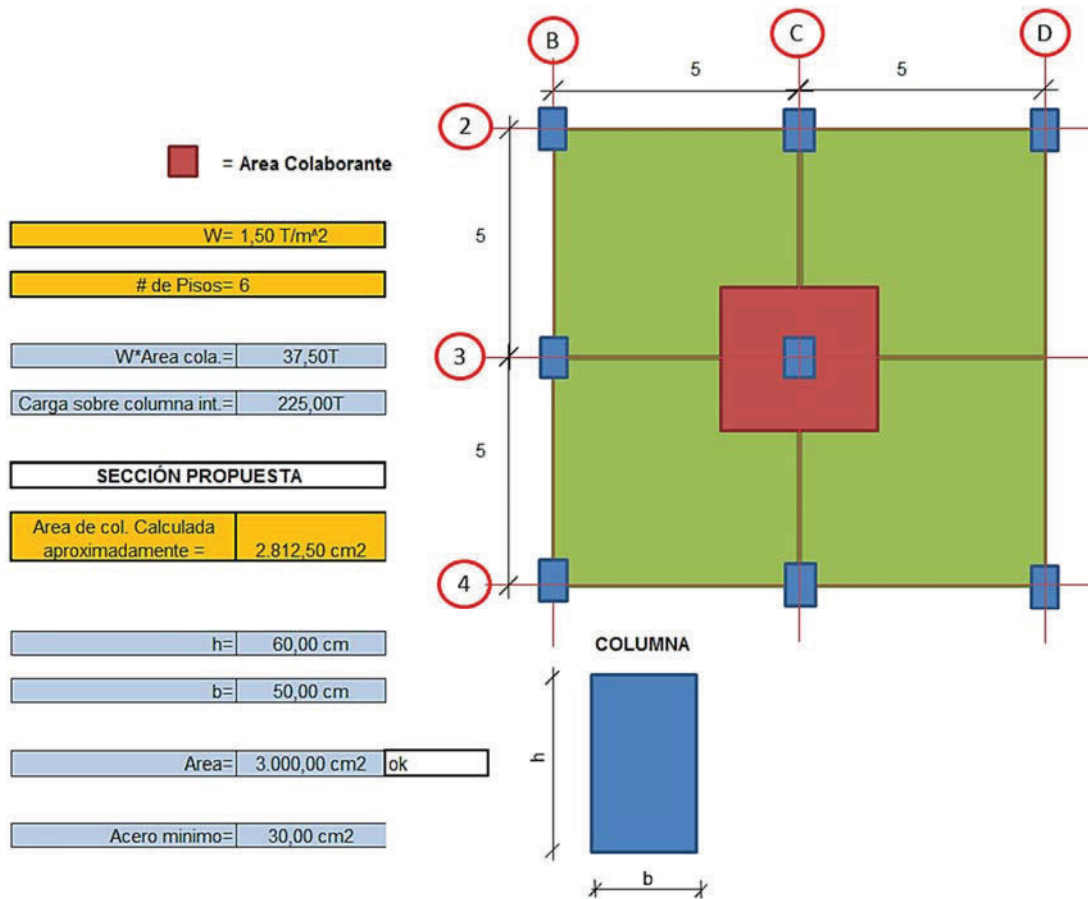 B
C
D
5
5
2
= Area Colaborante
W= 1,50 T/m^2
5
# de Pisos= 6
W*Area cola.= 37,50T
3
Carga sobre columna int.= 225,00T
5
SECCIÓN PROPUESTA
Area de col. Calculada
aproximadamente = 2.812,50 cm2
4
h= 60,00 cm
COLUMNA
b= 50,00 cm
Area= 3.000,00 cm2 ok
h
Acero minimo= 30,00 cm2
b